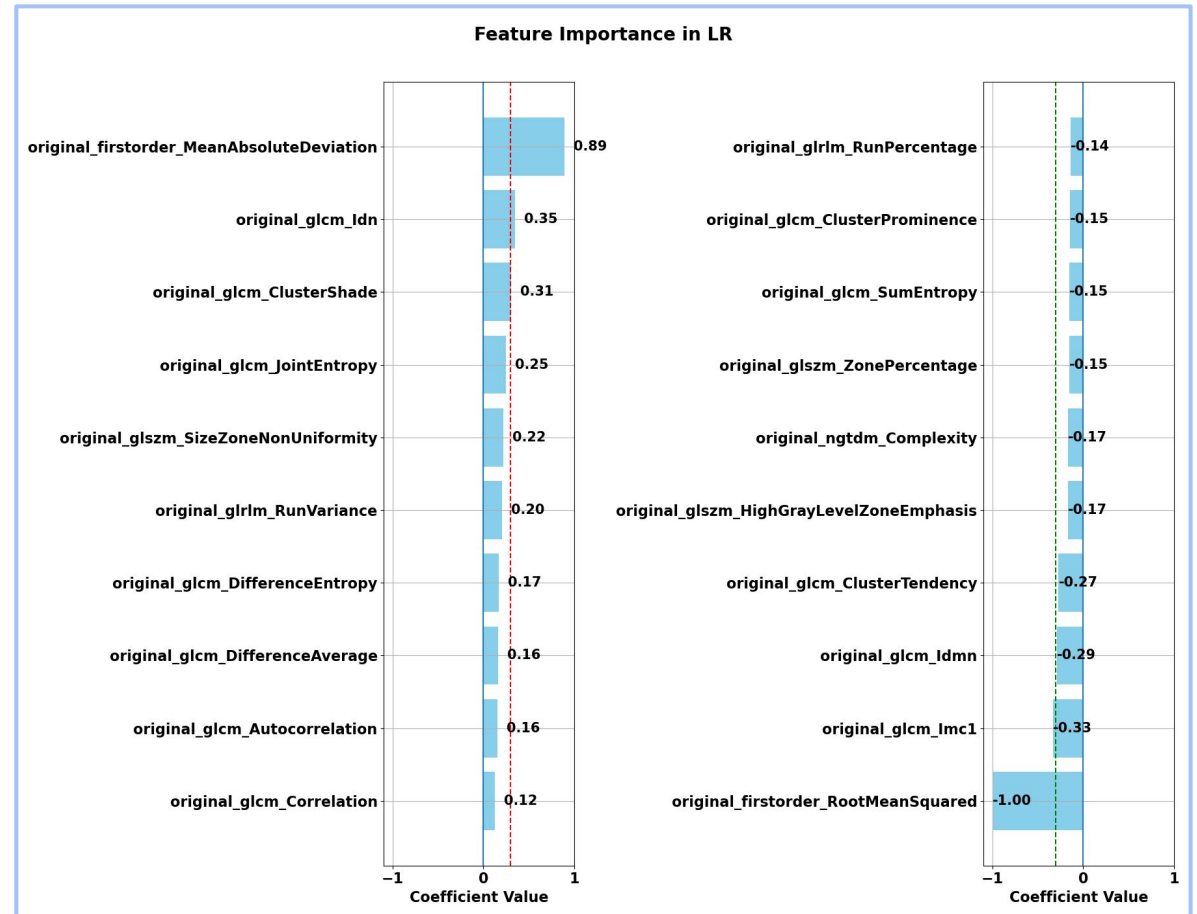 Feature Importance in LR
original_firstorder_MeanAbsoluteDeviation 0.89
original_glcm_Idn 0.35
original_glcm_ClusterShade 0.31
original_glcm_JointEntropy 0.25
original_glszm_SizeZoneNonUniformity 0.22
original_glrlm_RunVariance 0.20
original_glcm_DifferenceEntropy 0.17
original_glcm_DifferenceAverage 0.16
original_glcm_Autocorrelation 0.16
original_glcm_Correlation 0.12
−1 0 1
Coefficient Value
original_glrlm_RunPercentage -0.14
original_glcm_ClusterProminence -0.15
original_glcm_SumEntropy -0.15
original_glszm_ZonePercentage -0.15
original_ngtdm_Complexity -0.17
original_glszm_HighGrayLevelZoneEmphasis -0.17
original_glcm_ClusterTendency -0.27
original_glcm_Idmn -0.29
original_glcm_Imc1 -0.33
original_firstorder_RootMeanSquared -1.00
−1 0 1
Coefficient Value